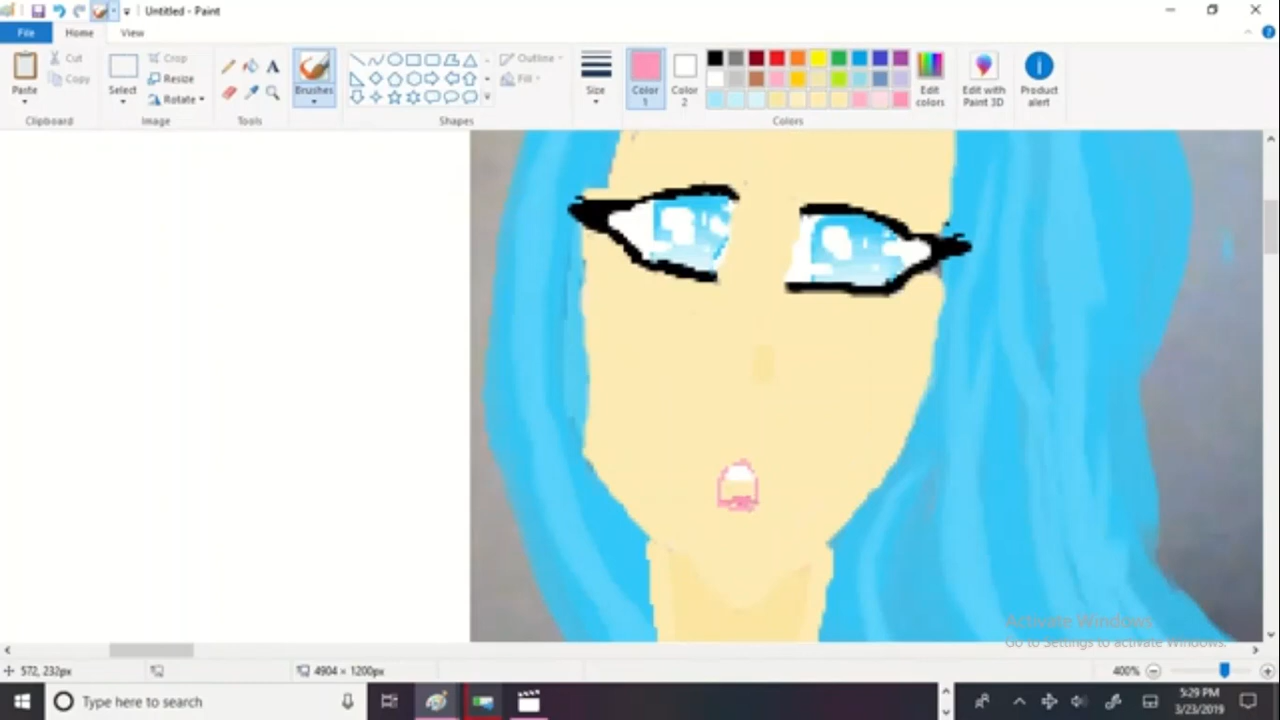 Untitled - Paint
File
Home
View
Paste
Cut
Copy
Clipboard
Select
Crop
Resize
Rotate
Image
A
Tools
Brushes
Shapes
Outline
Fill
Size
Color
1
Color
2
Colors
Edit
colors
Edit with
Paint 3D
Product
alert
Activate Windows
Go to Settings to activate Windows.
572, 232px
4904 × 1200px
400%
Type here to search
5:29 PM
3/23/2019